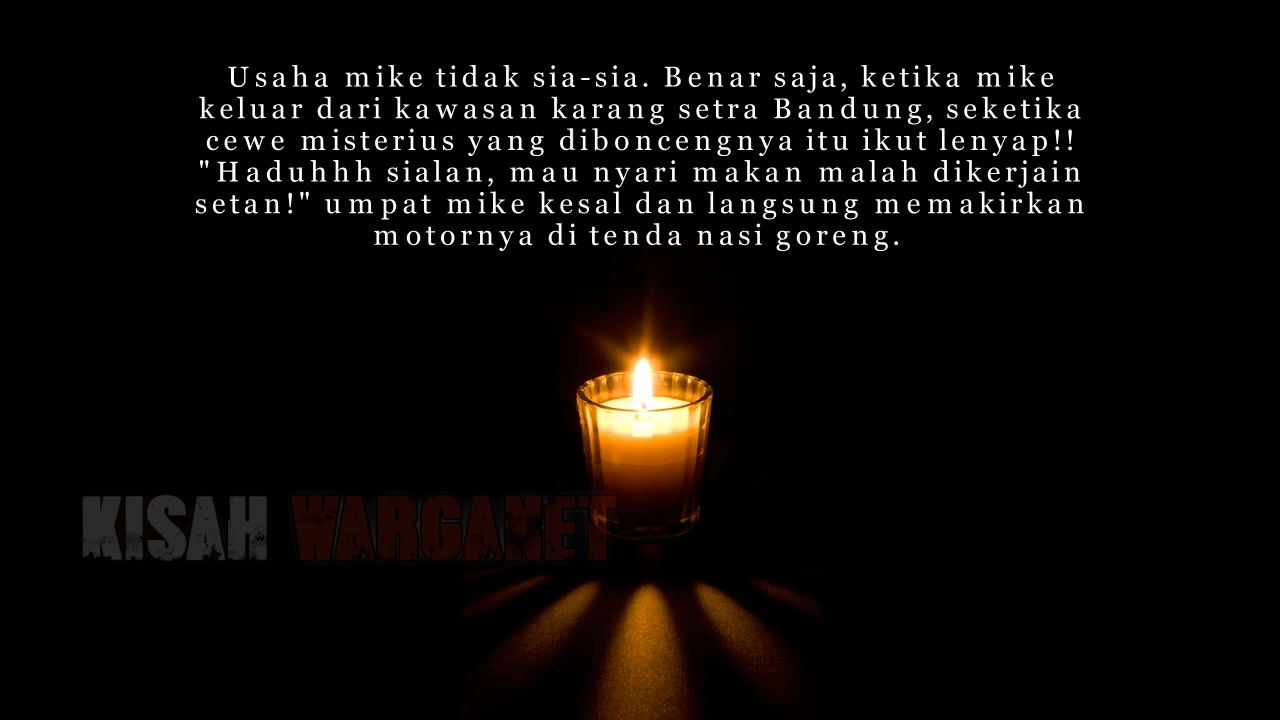 Usaha mike tidak sia-sia. Benar saja, ketika mike
keluar dari kawasan karang setra Bandung, seketika
cewe misterius yang diboncengnya itu ikut lenyap!!
"Haduhhh sialan, mau nyari makan malah dikerjain
setan!" umpat mike kesal dan langsung memakirkan
motornya di tenda nasi goreng.
KISAH WARGANET